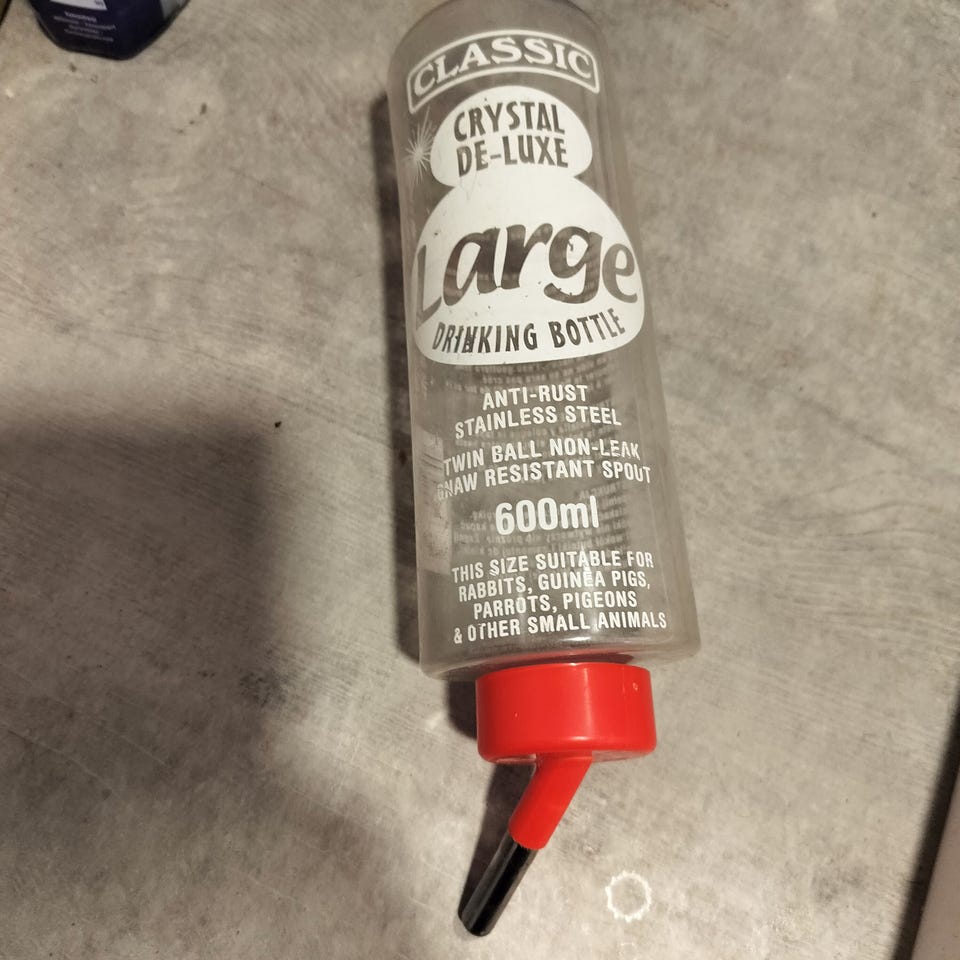 CLASSIC
CRYSTAL
DE-LUXE
Large
DRINKING BOTTLE
ANTI-RUST
STAINLESS STEEL
TWIN BALL NON-LEAK
GNAW RESISTANT SPOUT
600ml
THIS SIZE SUITABLE FOR
RABBITS, GUINEA PIGS,
PARROTS, PIGEONS
& OTHER SMALL ANIMALS